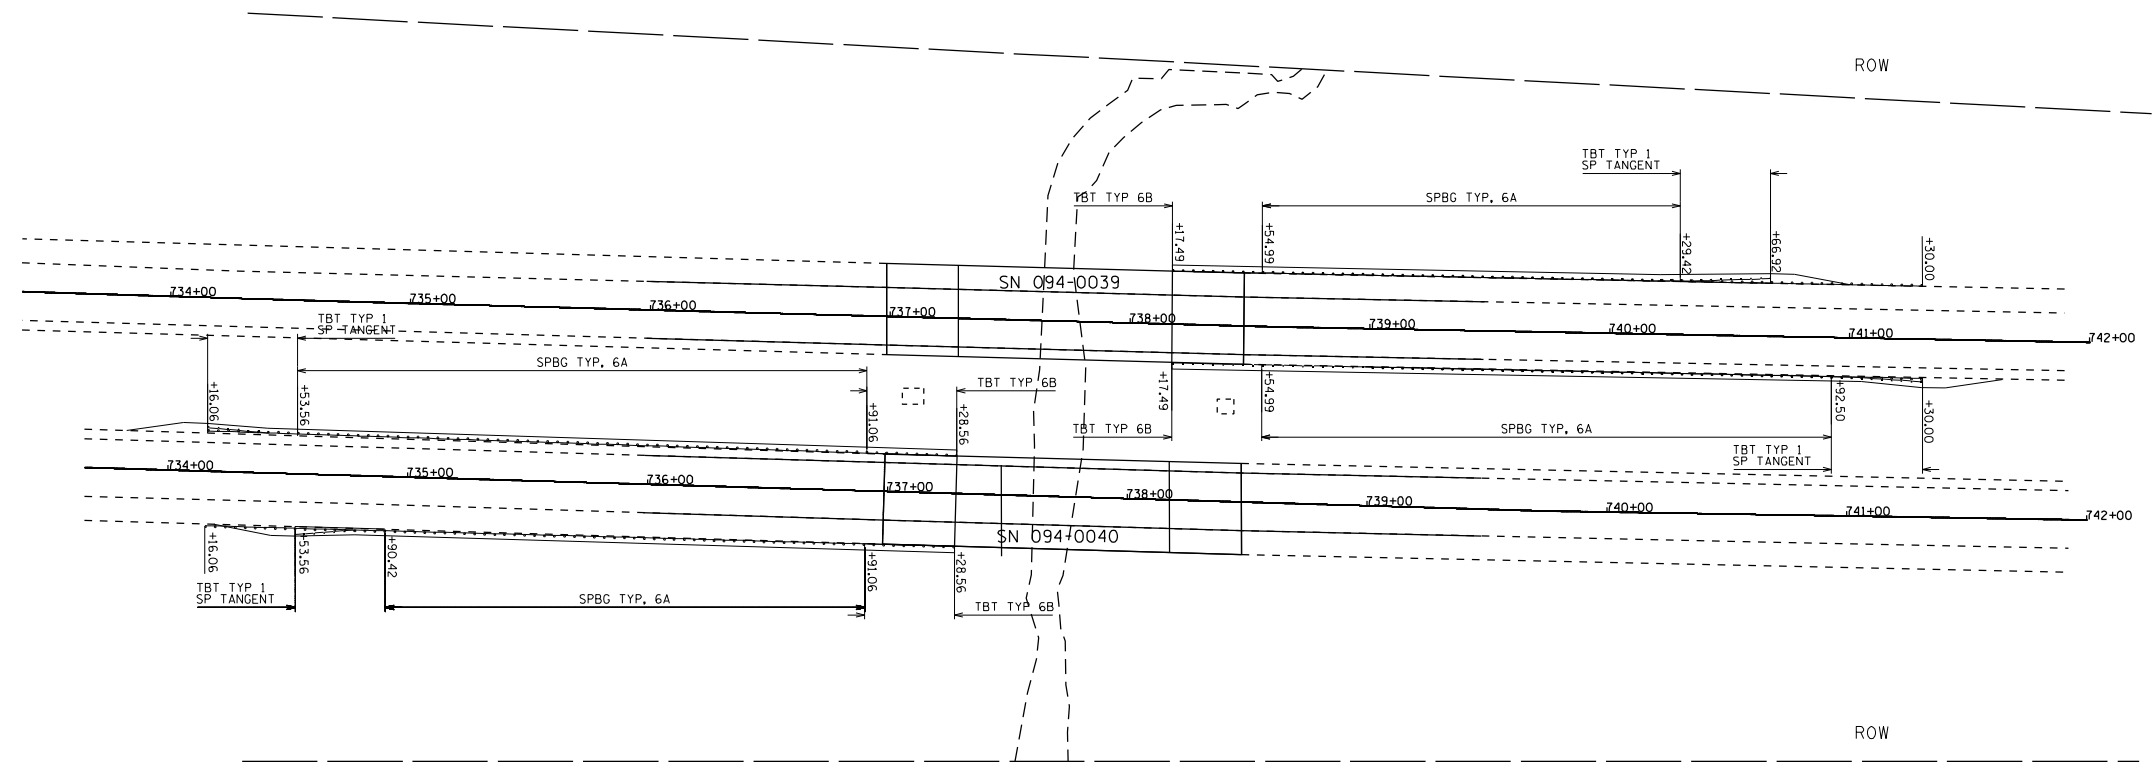 ROW
TBT TYP 1
SP TANGENT
TBT TYP 6B
SPBG TYP. 6A
+17.49
+54.99
+29.42
+66.92
+30.00
SN 094-0039
734+00
735+00
736+00
737+00
738+00
739+00
740+00
741+00
742+00
TBT TYP 1
SP TANGENT
SPBG TYP. 6A
TBT TYP 6B
+16.06
+53.56
+91.06
+28.56
+17.49
+54.99
+92.50
+30.00
TBT TYP 6B
SPBG TYP. 6A
TBT TYP 1
SP TANGENT
734+00
735+00
736+00
737+00
738+00
739+00
740+00
741+00
742+00
SN 094-0040
+16.06
+53.56
+90.42
+91.06
+28.56
TBT TYP 1
SP TANGENT
SPBG TYP. 6A
TBT TYP 6B
ROW